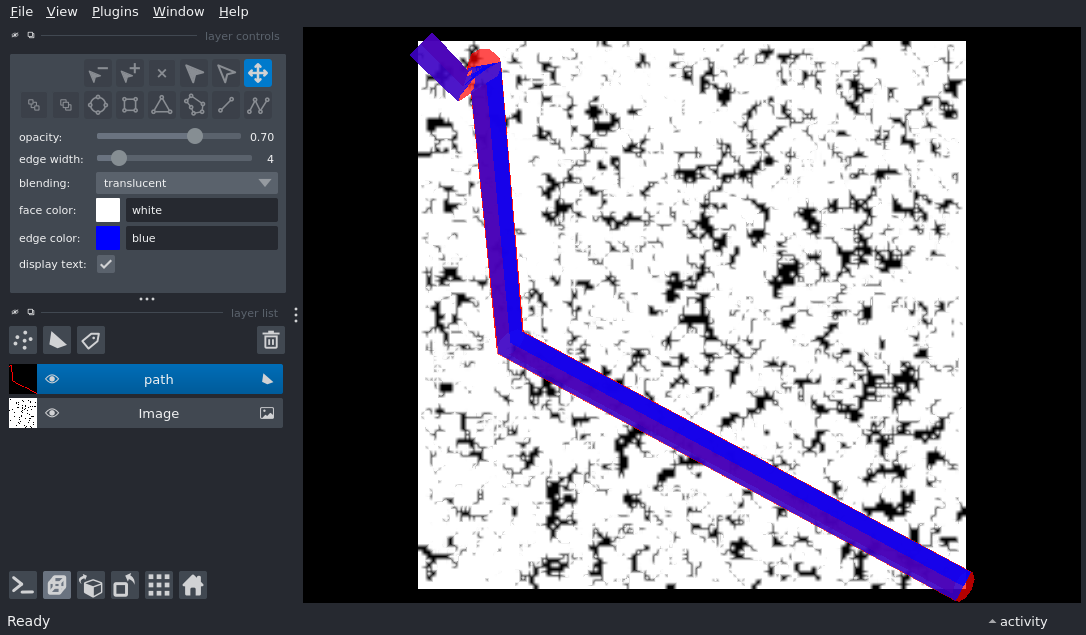 File View Plugins Window Help
layer controls
opacity: 0.70
edge width: 4
blending: translucent
face color: white
edge color: blue
display text:
layer list
path
Image
Ready
activity